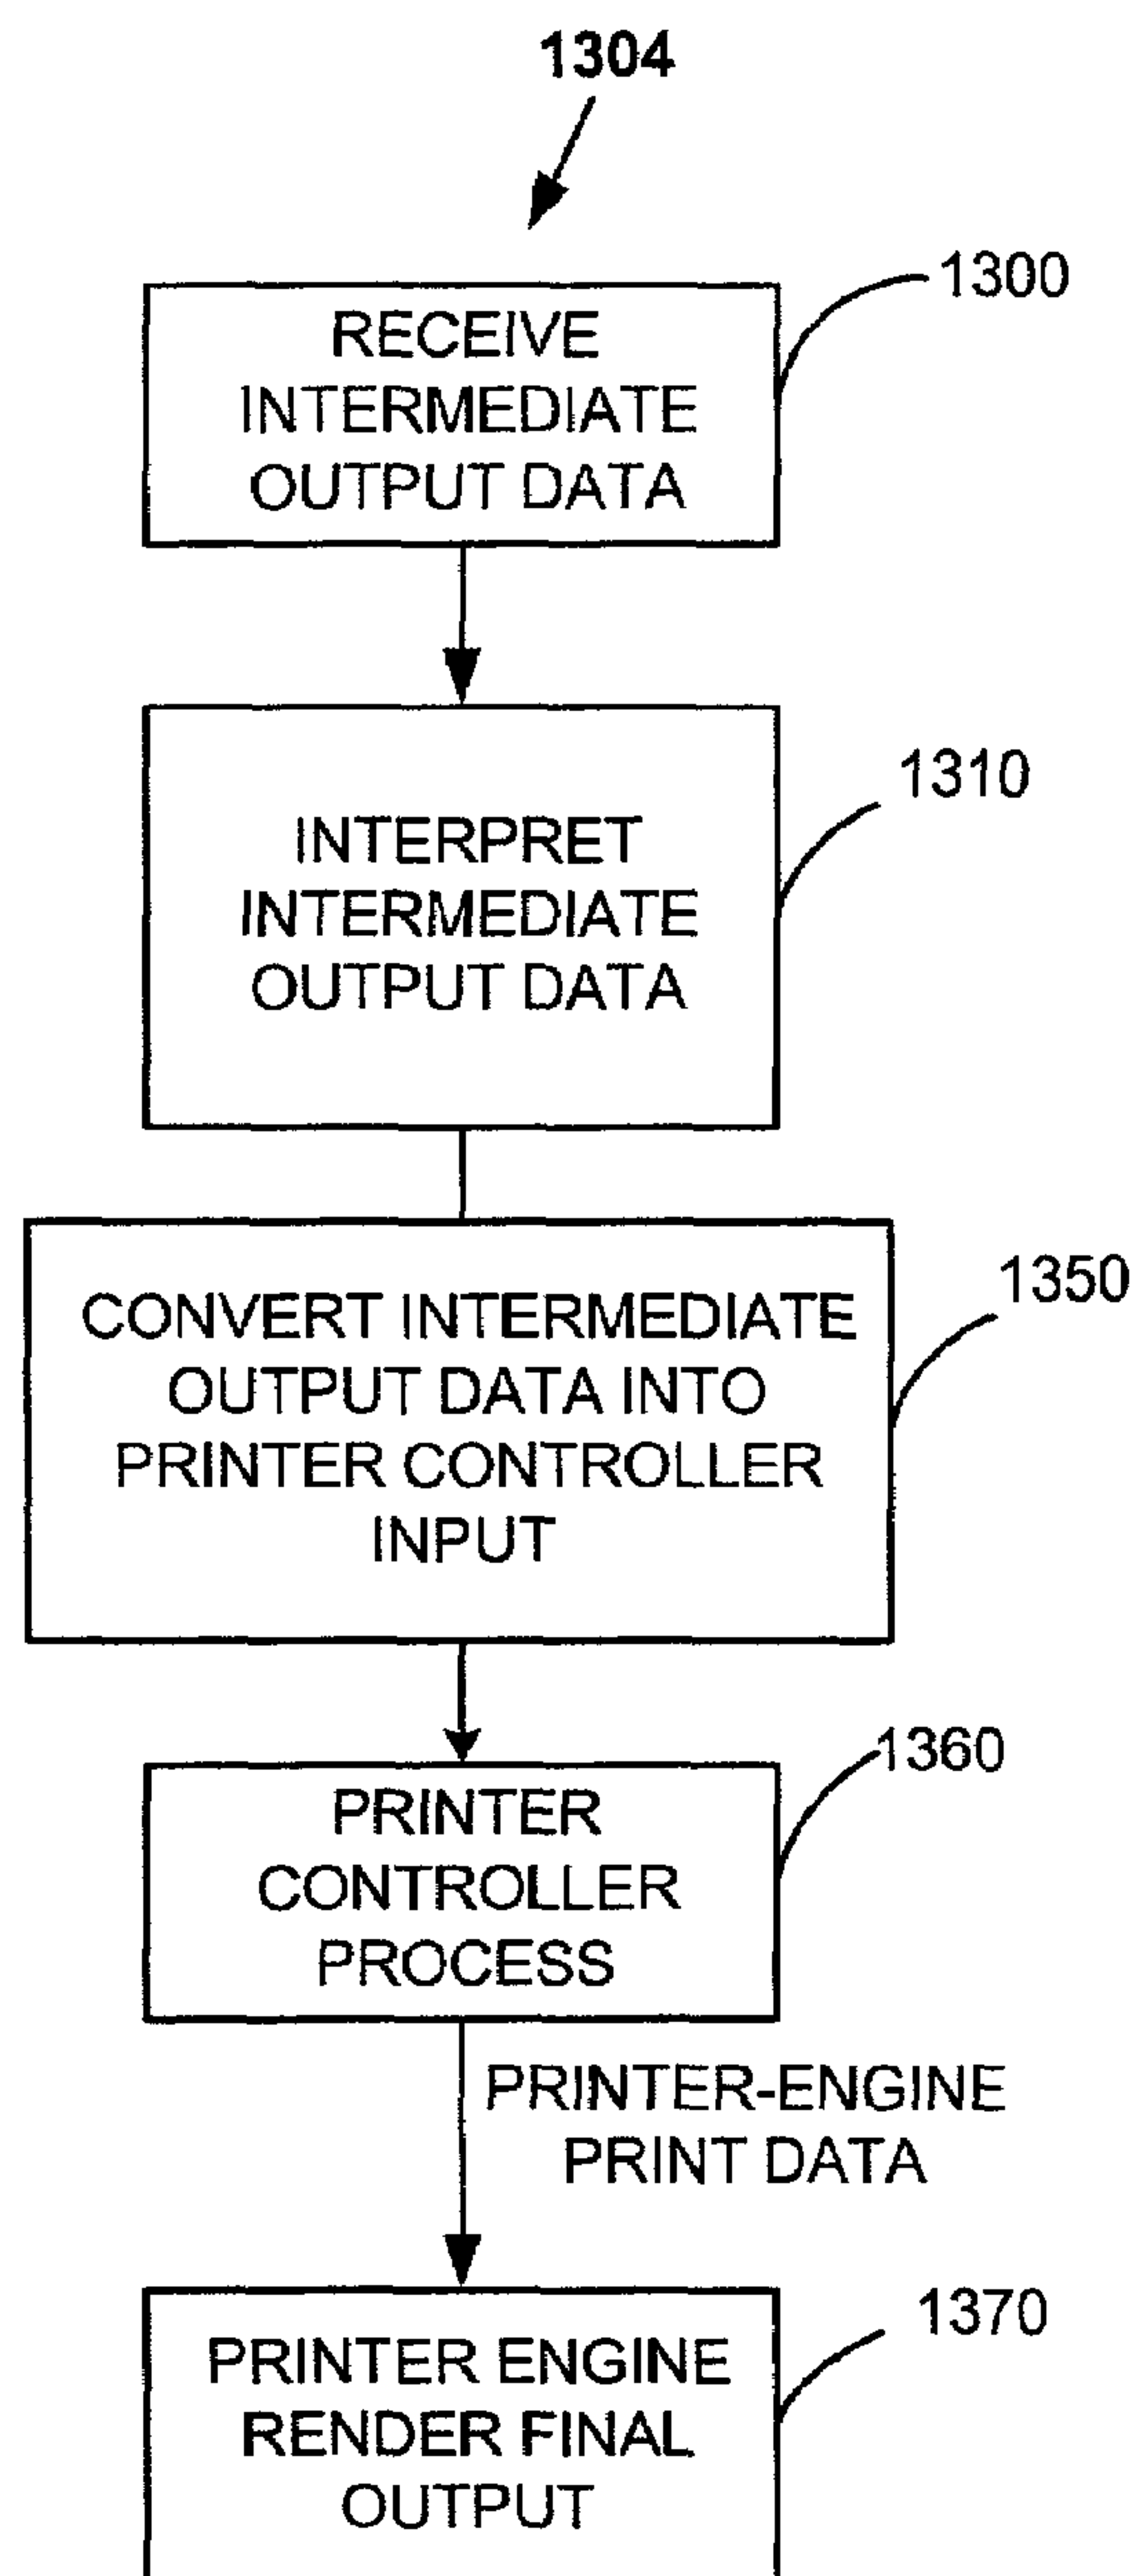 1304
1300
RECEIVE
INTERMEDIATE
OUTPUT DATA
1310
INTERPRET
INTERMEDIATE
OUTPUT DATA
1350
CONVERT INTERMEDIATE
OUTPUT DATA INTO
PRINTER CONTROLLER
INPUT
1360
PRINTER
CONTROLLER
PROCESS
PRINTER-ENGINE
PRINT DATA
1370
PRINTER ENGINE
RENDER FINAL
OUTPUT